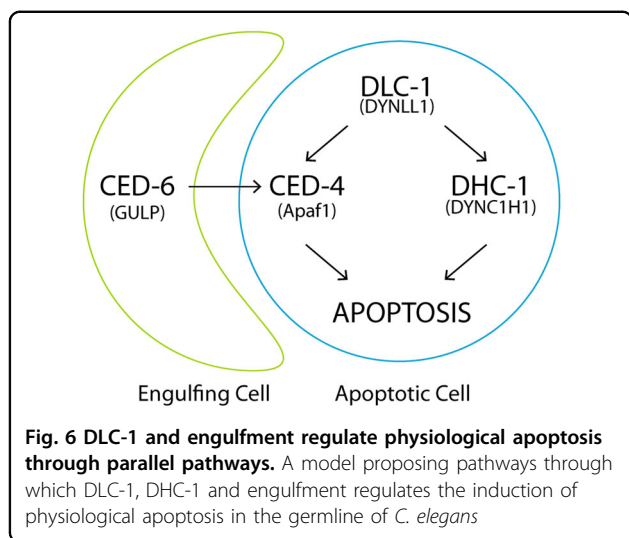 DLC-1
(DYNLL1)
CED-6
(GULP)
CED-4
(Apaf1)
DHC-1
(DYNC1H1)
APOPTOSIS
Engulfing Cell
Apoptotic Cell
Fig. 6 DLC-1 and engulfment regulate physiological apoptosis
through parallel pathways. A model proposing pathways through
which DLC-1, DHC-1 and engulfment regulates the induction of
physiological apoptosis in the germline of C. elegans